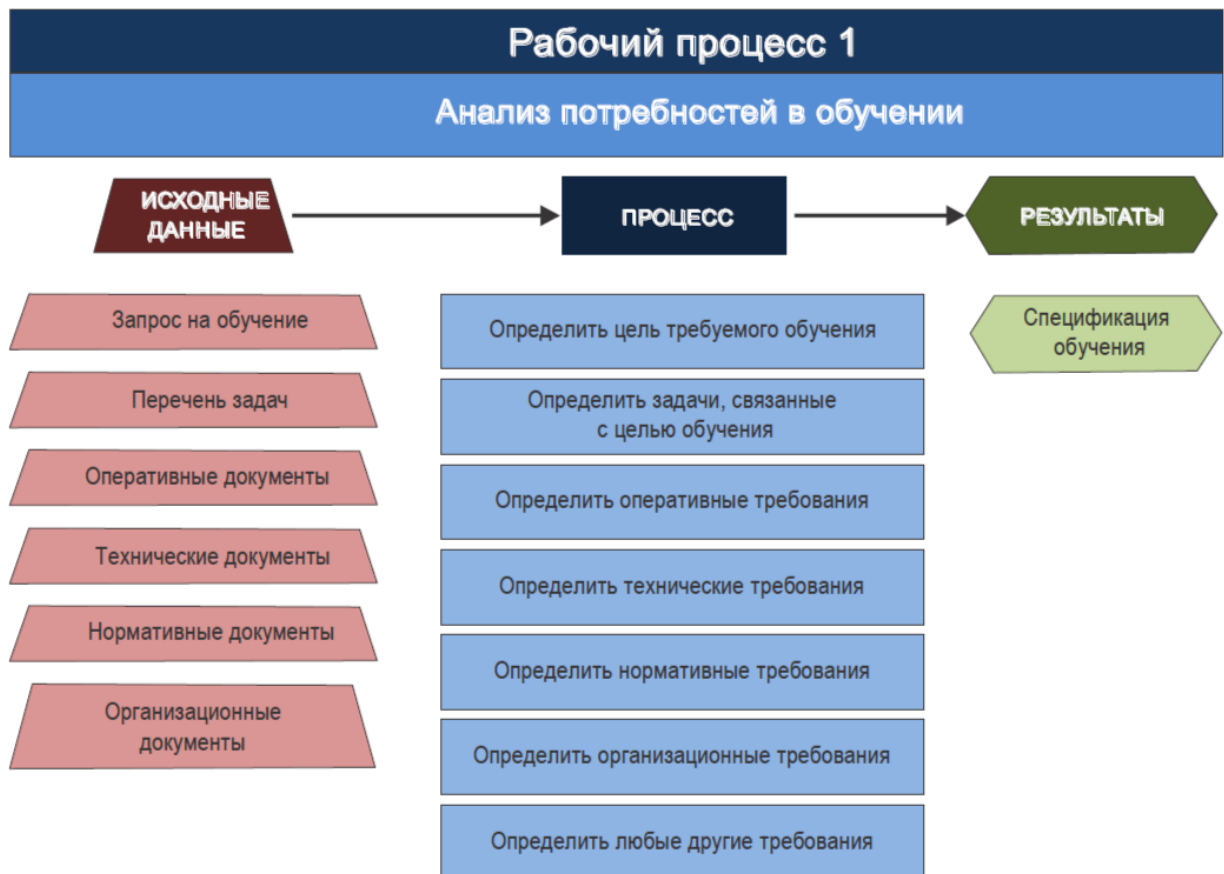 Рабочий процесс 1
Анализ потребностей в обучении
ИСХОДНЫЕ
ДАННЫЕ
ПРОЦЕСС
РЕЗУЛЬТАТЫ
Запрос на обучение
Перечень задач
Оперативные документы
Технические документы
Нормативные документы
Организационные
документы
Определить цель требуемого обучения
Определить задачи, связанные
с целью обучения
Определить оперативные требования
Определить технические требования
Определить нормативные требования
Определить организационные требования
Определить любые другие требования
Спецификация
обучения